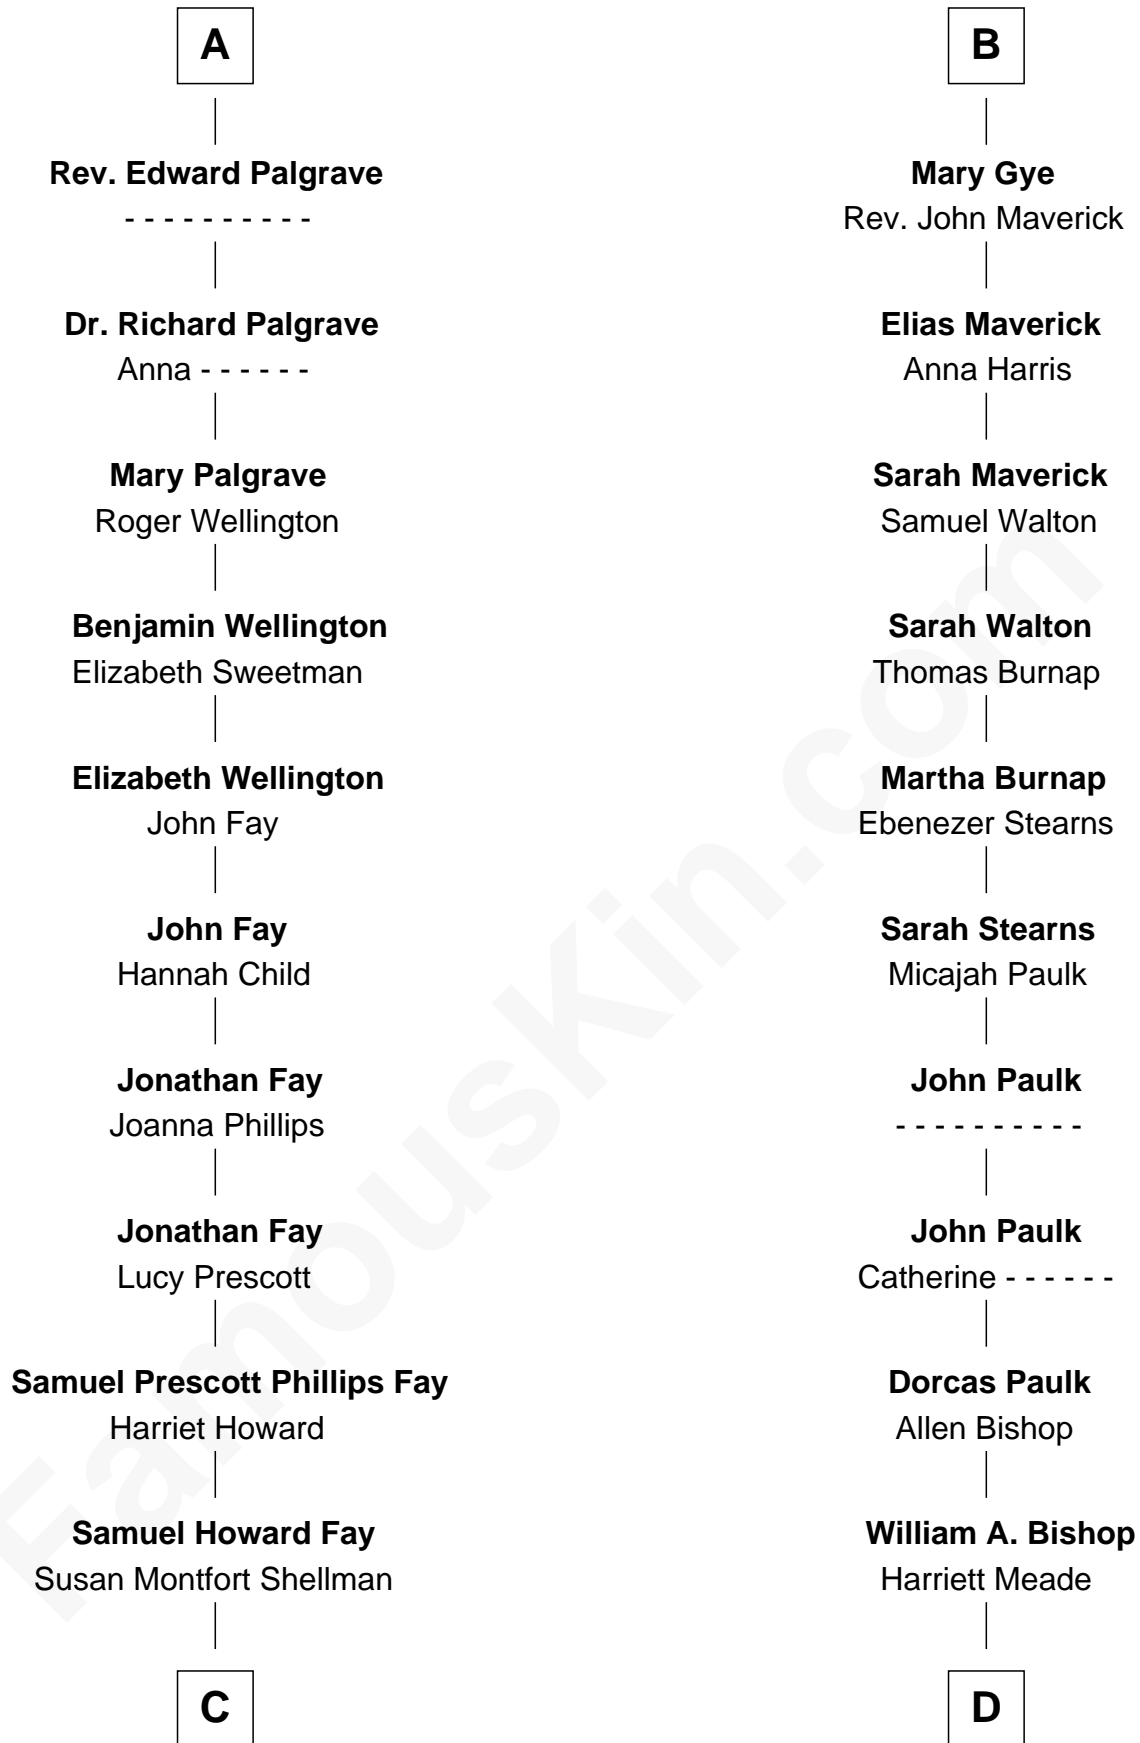 A
Rev. Edward Palgrave
- - - - - - - - - -
Dr. Richard Palgrave
Anna - - - - - -
Mary Palgrave
Roger Wellington
Benjamin Wellington
Elizabeth Sweetman
Elizabeth Wellington
John Fay
John Fay
Hannah Child
Jonathan Fay
Joanna Phillips
Jonathan Fay
Lucy Prescott
Samuel Prescott Phillips Fay
Harriet Howard
Samuel Howard Fay
Susan Montfort Shellman
C
B
Mary Gye
Rev. John Maverick
Elias Maverick
Anna Harris
Sarah Maverick
Samuel Walton
Sarah Walton
Thomas Burnap
Martha Burnap
Ebenezer Stearns
Sarah Stearns
Micajah Paulk
John Paulk
- - - - - - - - - -
John Paulk
Catherine - - - - - -
Dorcas Paulk
Allen Bishop
William A. Bishop
Harriett Meade
D
FamousKin.com